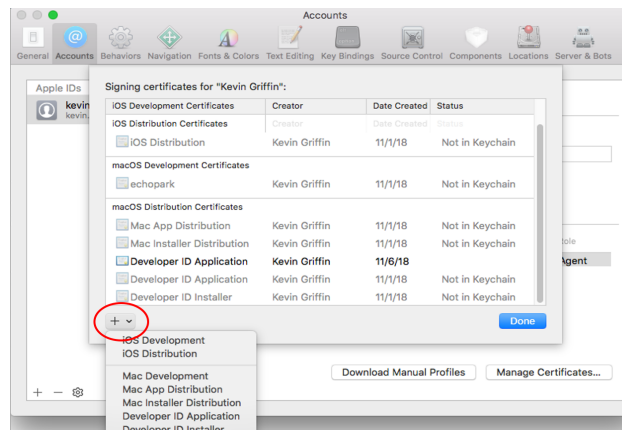 Accounts
General Accounts Behaviors Navigation Fonts & Colors Text Editing Key Bindings Source Control Components Locations Server & Bots
Apple IDs
Signing certificates for "Kevin Griffin":
kevin
kevin.
iOS Development Certificates Creator Date Created Status
iOS Distribution Certificates Creator Date Created Status
iOS Distribution Kevin Griffin 11/1/18 Not in Keychain
macOS Development Certificates
echopark Kevin Griffin 11/1/18 Not in Keychain
macOS Distribution Certificates
Mac App Distribution Kevin Griffin 11/1/18 Not in Keychain
Mac Installer Distribution Kevin Griffin 11/1/18 Not in Keychain
ole
Developer ID Application Kevin Griffin 11/6/18
Agent
Developer ID Application Kevin Griffin 11/1/18 Not in Keychain
Developer ID Installer Kevin Griffin 11/1/18 Not in Keychain
+
Done
iOS Development
iOS Distribution
Mac Development
Mac App Distribution
Mac Installer Distribution
Developer ID Application
Developer ID Installer
Download Manual Profiles Manage Certificates...
+ −